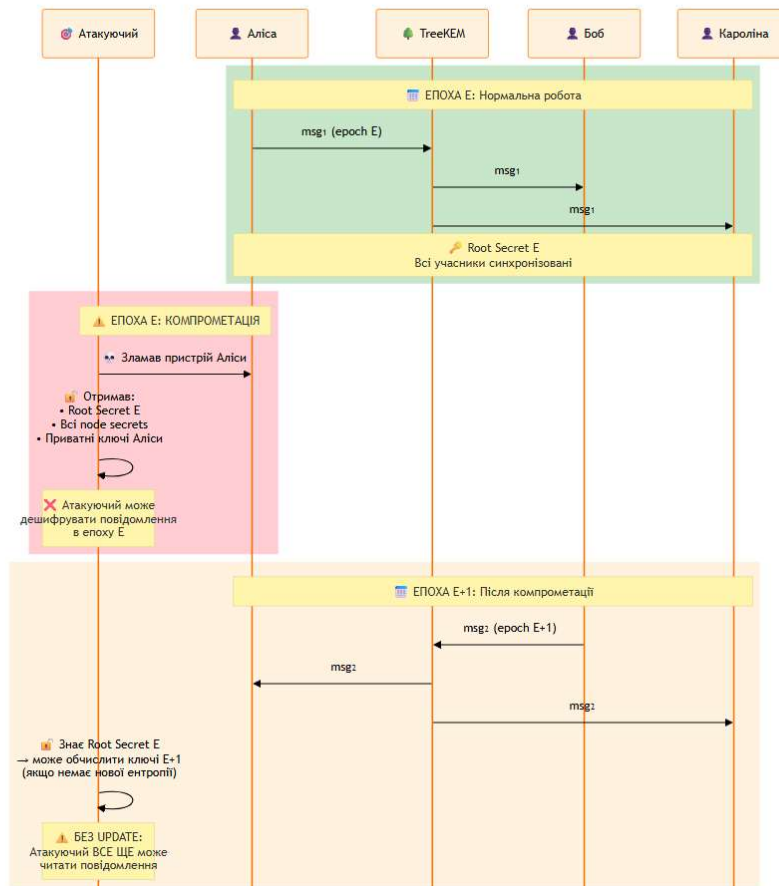 🎯 Атакуючий
👤 Аліса
🌲 TreeKEM
👤 Боб
👤 Кароліна
📅 ЕПОХА E: Нормальна робота
msg₁ (epoch E)
msg₁
msg₁
🔑 Root Secret E
Всі учасники синхронізовані
⚠️ ЕПОХА E: КОМПРОМЕТАЦІЯ
💀 Зламав пристрій Аліси
🔓 Отримав:
• Root Secret E
• Всі node secrets
• Приватні ключі Аліси
❌ Атакуючий може
дешифрувати повідомлення
в епоху E
📅 ЕПОХА E+1: Після компрометації
msg₂ (epoch E+1)
msg₂
msg₂
🔓 Знає Root Secret E
→ може обчислити ключі E+1
(якщо немає нової ентропії)
⚠️ БЕЗ UPDATE:
Атакуючий ВСЕ ЩЕ може
читати повідомлення